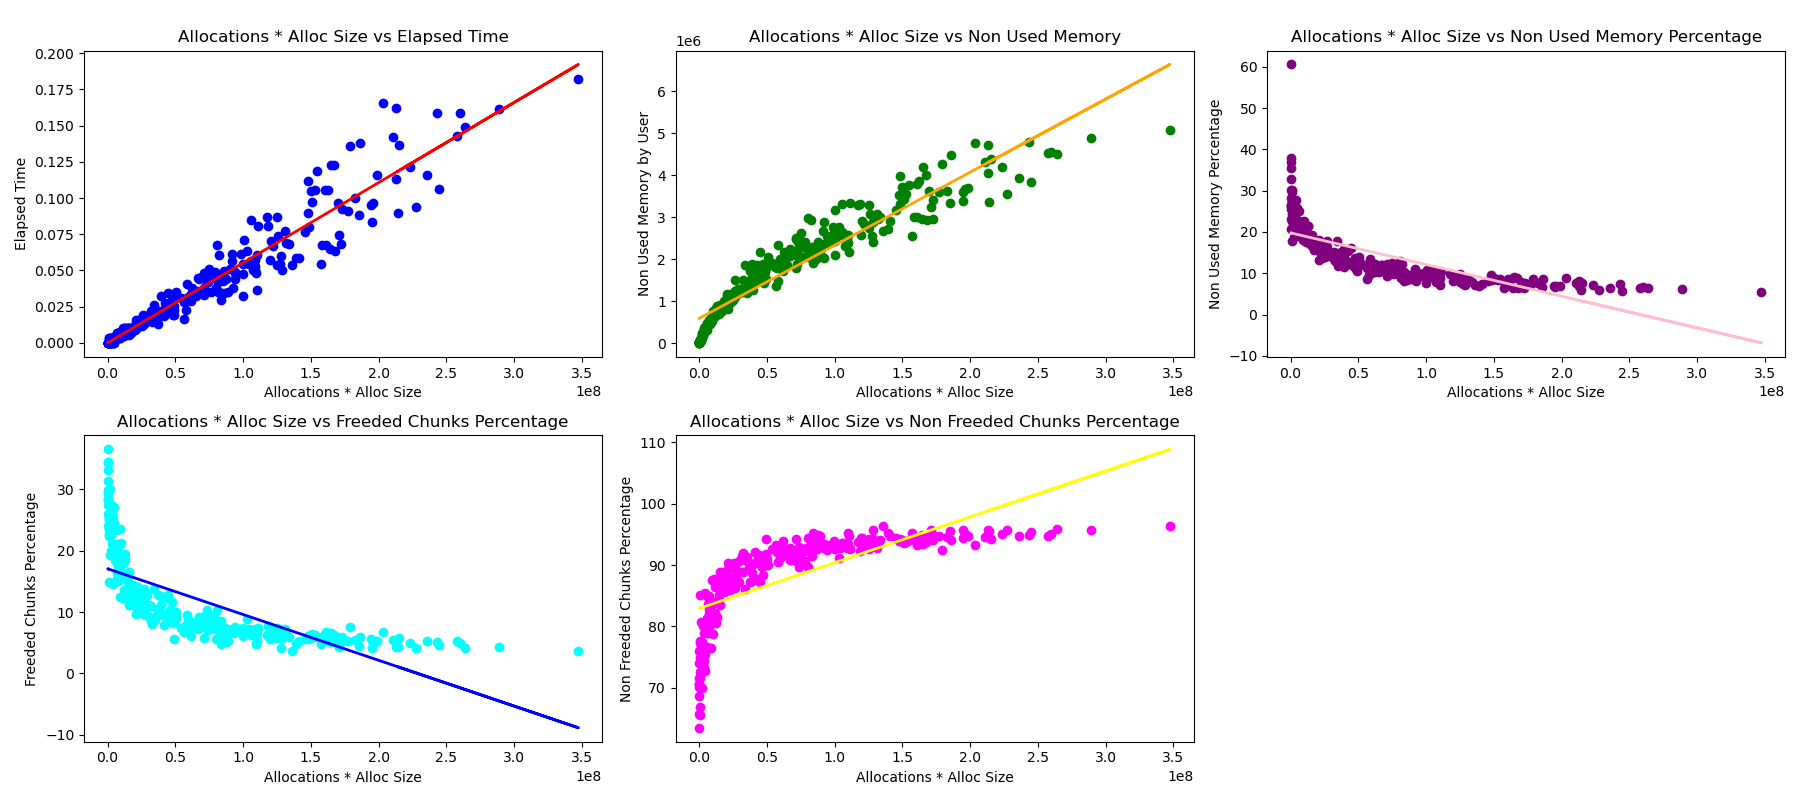 Allocations * Alloc Size vs Elapsed Time
Elapsed Time
0.200
0.175
0.150
0.125
0.100
0.075
0.050
0.025
0.000
0.0 0.5 1.0 1.5 2.0 2.5 3.0 3.5
1e8
Allocations * Alloc Size
Allocations * Alloc Size vs Non Used Memory
1e6
Non Used Memory by User
6
5
4
3
2
1
0
0.0 0.5 1.0 1.5 2.0 2.5 3.0 3.5
1e8
Allocations * Alloc Size
Allocations * Alloc Size vs Non Used Memory Percentage
Non Used Memory Percentage
60
50
40
30
20
10
0
−10
0.0 0.5 1.0 1.5 2.0 2.5 3.0 3.5
1e8
Allocations * Alloc Size
Allocations * Alloc Size vs Freeded Chunks Percentage
Freeded Chunks Percentage
30
20
10
0
−10
0.0 0.5 1.0 1.5 2.0 2.5 3.0 3.5
1e8
Allocations * Alloc Size
Allocations * Alloc Size vs Non Freeded Chunks Percentage
Non Freeded Chunks Percentage
110
100
90
80
70
0.0 0.5 1.0 1.5 2.0 2.5 3.0 3.5
1e8
Allocations * Alloc Size